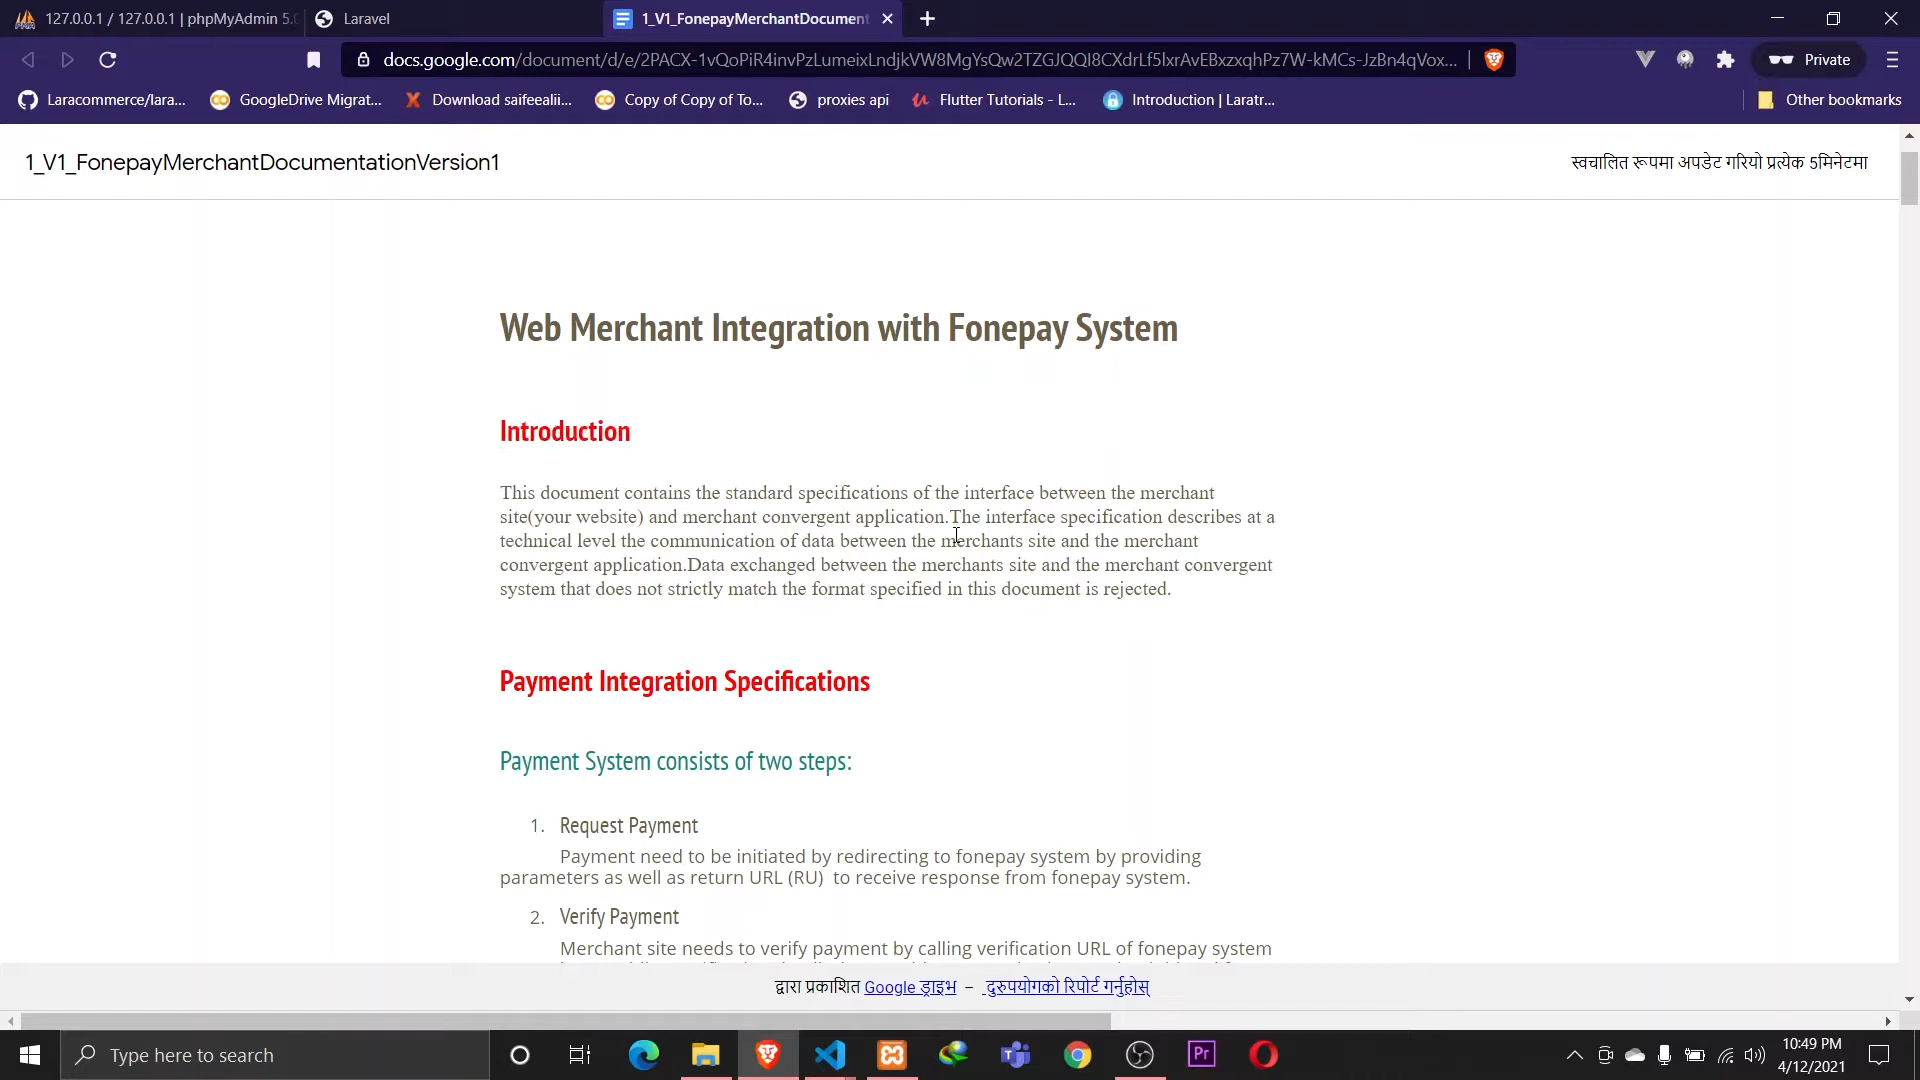 127.0.0.1 / 127.0.0.1 | phpMyAdmin 5.
Laravel
1_V1_FonepayMerchantDocument
docs.google.com/document/d/e/2PACX-1vQoPiR4invPzLumeixLndjkVW8MgYsQw2TZGJQQI8CXdrLf5lxrAvEBxzxqhPz7W-kMCs-JzBn4qVox...
Private
Laracommerce/lara...
GoogleDrive Migrat...
Download saifeealii...
Copy of Copy of To...
proxies api
Flutter Tutorials - L...
Introduction | Laratr...
Other bookmarks
1_V1_FonepayMerchantDocumentationVersion1
स्वचालित रूपमा अपडेट गरियो प्रत्येक 5मिनेटमा
Web Merchant Integration with Fonepay System
Introduction
This document contains the standard specifications of the interface between the merchant
site(your website) and merchant convergent application.The interface specification describes at a
technical level the communication of data between the merchants site and the merchant
convergent application.Data exchanged between the merchants site and the merchant convergent
system that does not strictly match the format specified in this document is rejected.
Payment Integration Specifications
Payment System consists of two steps:
1. Request Payment
Payment need to be initiated by redirecting to fonepay system by providing
parameters as well as return URL (RU) to receive response from fonepay system.
2. Verify Payment
Merchant site needs to verify payment by calling verification URL of fonepay system
द्वारा प्रकाशित Google ड्राइभ – दुरुपयोगको रिपोर्ट गर्नुहोस्
Type here to search
Pr
10:49 PM
4/12/2021